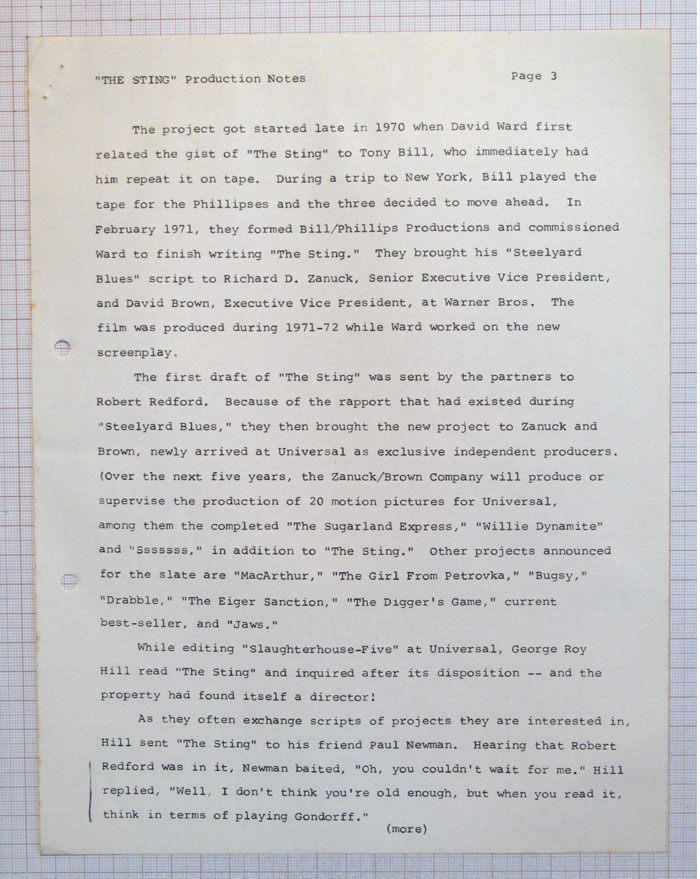 "THE STING" Production Notes Page 3
The project got started late in 1970 when David Ward first
related the gist of "The Sting" to Tony Bill, who immediately had
him repeat it on tape. During a trip to New York, Bill played the
tape for the Phillipses and the three decided to move ahead. In
February 1971, they formed Bill/Phillips Productions and commissioned
Ward to finish writing "The Sting." They brought his "Steelyard
Blues" script to Richard D. Zanuck, Senior Executive Vice President,
and David Brown, Executive Vice President, at Warner Bros. The
film was produced during 1971-72 while Ward worked on the new
screenplay.
The first draft of "The Sting" was sent by the partners to
Robert Redford. Because of the rapport that had existed during
"Steelyard Blues," they then brought the new project to Zanuck and
Brown, newly arrived at Universal as exclusive independent producers.
(Over the next five years, the Zanuck/Brown Company will produce or
supervise the production of 20 motion pictures for Universal,
among them the completed "The Sugarland Express," "Willie Dynamite"
and "Sssssss," in addition to "The Sting." Other projects announced
for the slate are "MacArthur," "The Girl From Petrovka," "Bugsy,"
"Drabble," "The Eiger Sanction," "The Digger's Game," current
best-seller, and "Jaws."
While editing "Slaughterhouse-Five" at Universal, George Roy
Hill read "The Sting" and inquired after its disposition -- and the
property had found itself a director!
As they often exchange scripts of projects they are interested in,
Hill sent "The Sting" to his friend Paul Newman. Hearing that Robert
Redford was in it, Newman baited, "Oh, you couldn't wait for me." Hill
replied, "Well, I don't think you're old enough, but when you read it,
think in terms of playing Gondorff."
(more)